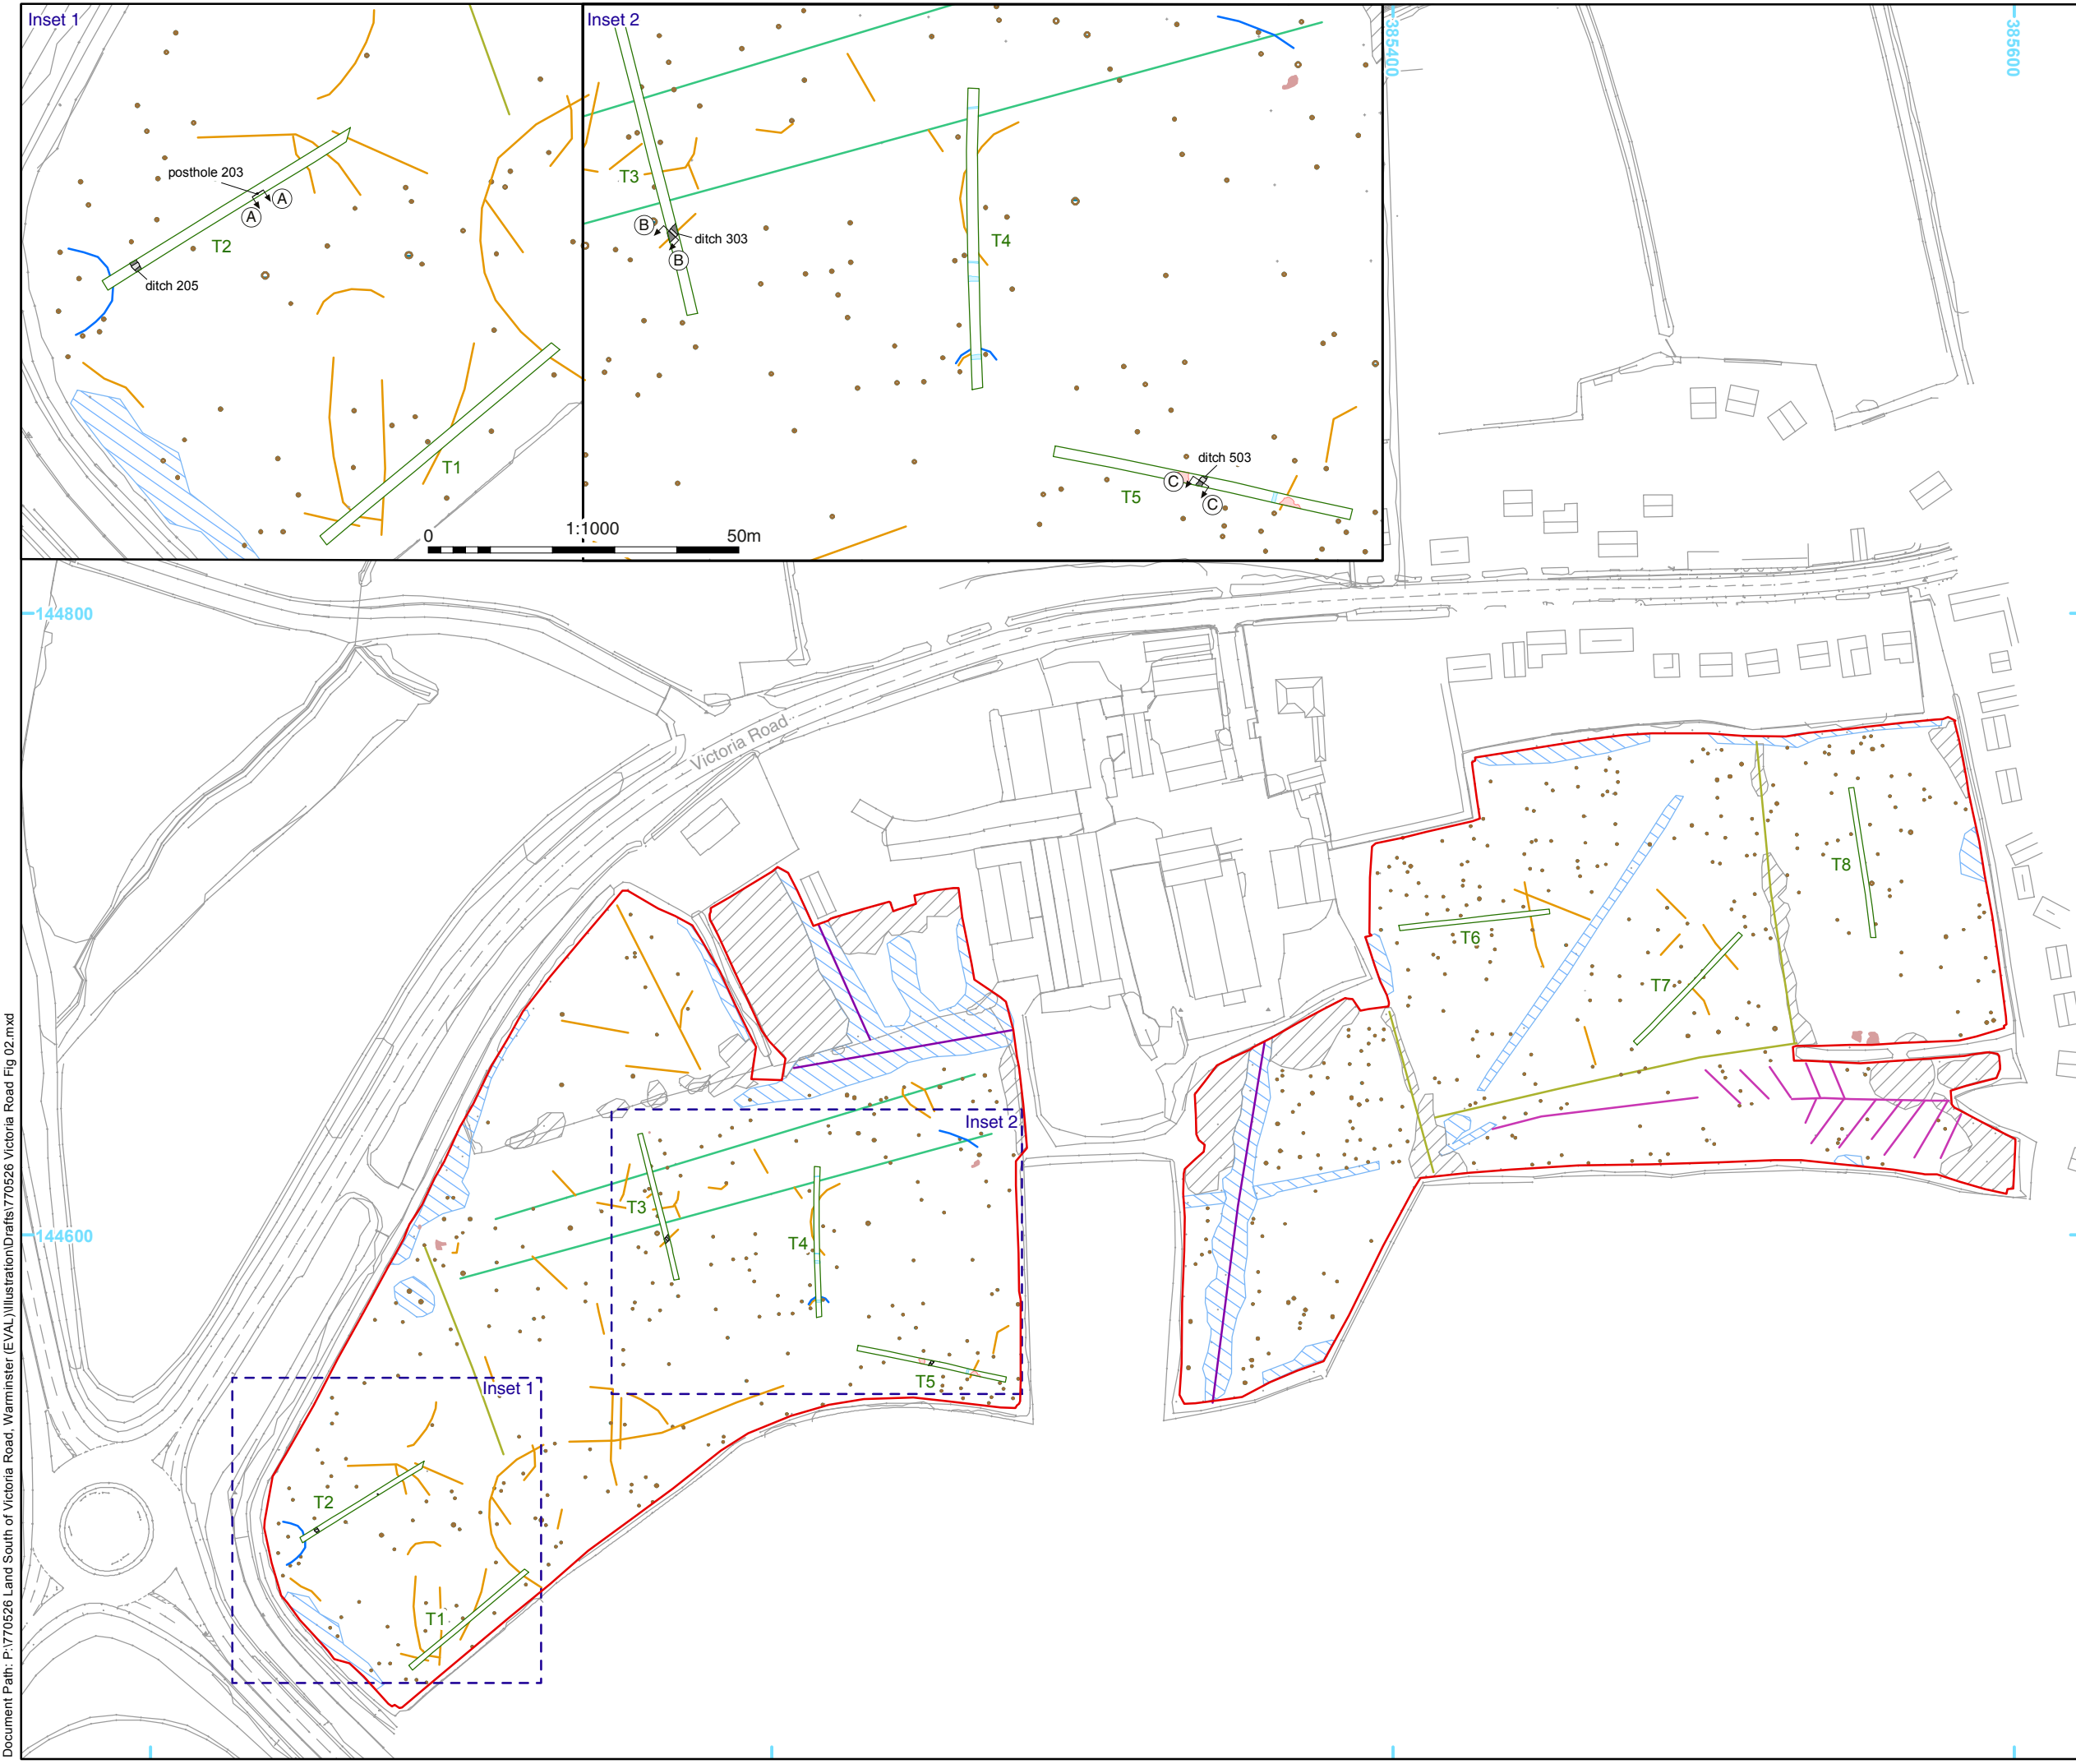 Inset 1
posthole 203
A
A
T2
ditch 205
T1
Inset 2
T3
B
ditch 303
B
T4
ditch 503
C
T5
C
0
1:1000
50m
385400
385600
144800
Victoria Road
T8
T6
T7
Inset 2
T3
144600
T4
T5
Inset 1
T2
T1
Document Path: P:\770526 Land South of Victoria Road, Warminster (EVAL)\Illustration\Drafts\770526 Victoria Road Fig 02.mxd